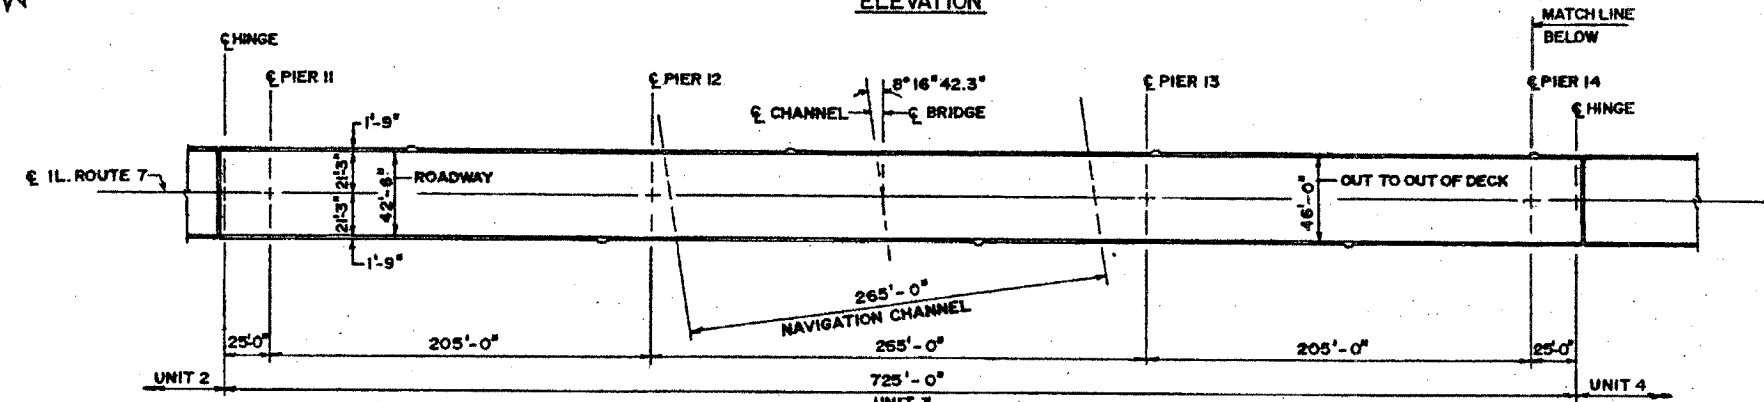 ELEVATION
MATCH LINE
BELOW
℄ HINGE
℄ PIER 11
℄ PIER 12
8°16'42.3"
℄ PIER 13
℄ PIER 14
℄ CHANNEL
℄ BRIDGE
℄ HINGE
1'-9"
℄ IL. ROUTE 7
21'-3"
21'-3"
42'-6"
ROADWAY
46'-0"
OUT TO OUT OF DECK
1'-9"
265'-0"
NAVIGATION CHANNEL
25'-0"
205'-0"
265'-0"
205'-0"
25'-0"
UNIT 2
725'-0"
UNIT 4